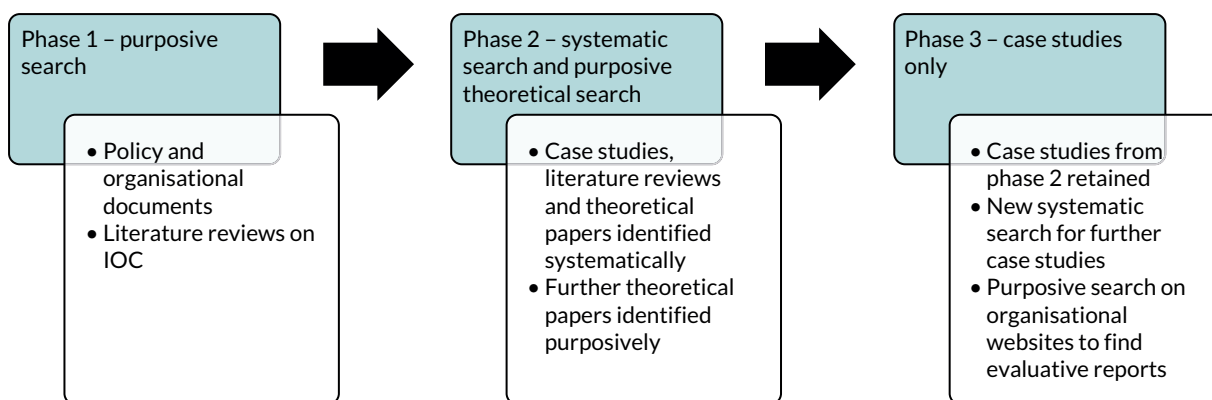 Phase 1 – purposive
search
• Policy and
organisational
documents
• Literature reviews on
IOC
Phase 2 – systematic
search and purposive
theoretical search
• Case studies,
literature reviews
and theoretical
papers identified
systematically
• Further theoretical
papers identified
purposively
Phase 3 – case studies
only
• Case studies from
phase 2 retained
• New systematic
search for further
case studies
• Purposive search on
organisational
websites to find
evaluative reports